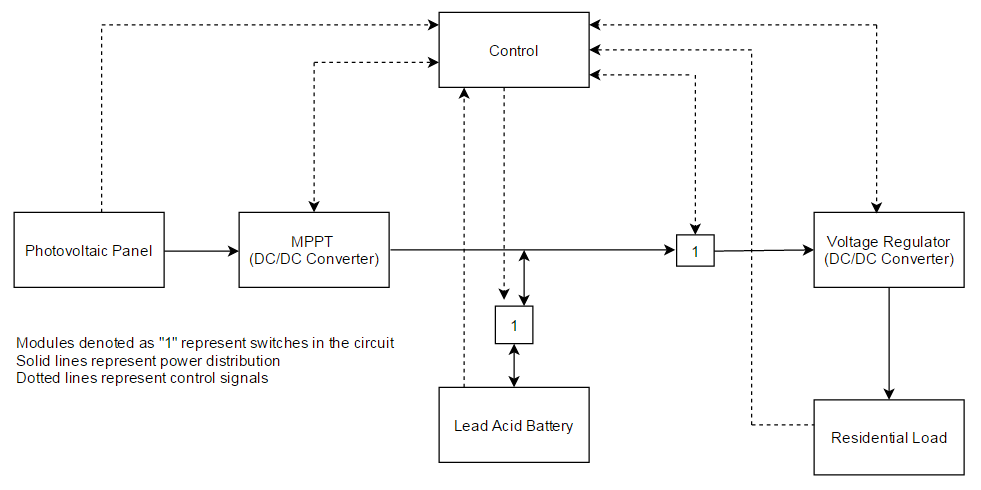 Control
Photovoltaic Panel
MPPT
(DC/DC Converter)
1
Voltage Regulator
(DC/DC Converter)
1
Modules denoted as "1" represent switches in the circuit
Solid lines represent power distribution
Dotted lines represent control signals
Lead Acid Battery
Residential Load